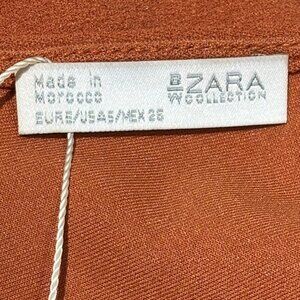 Made in
Morocco
EUR S/USA S/MEX 26
ZARA
W COLLECTION